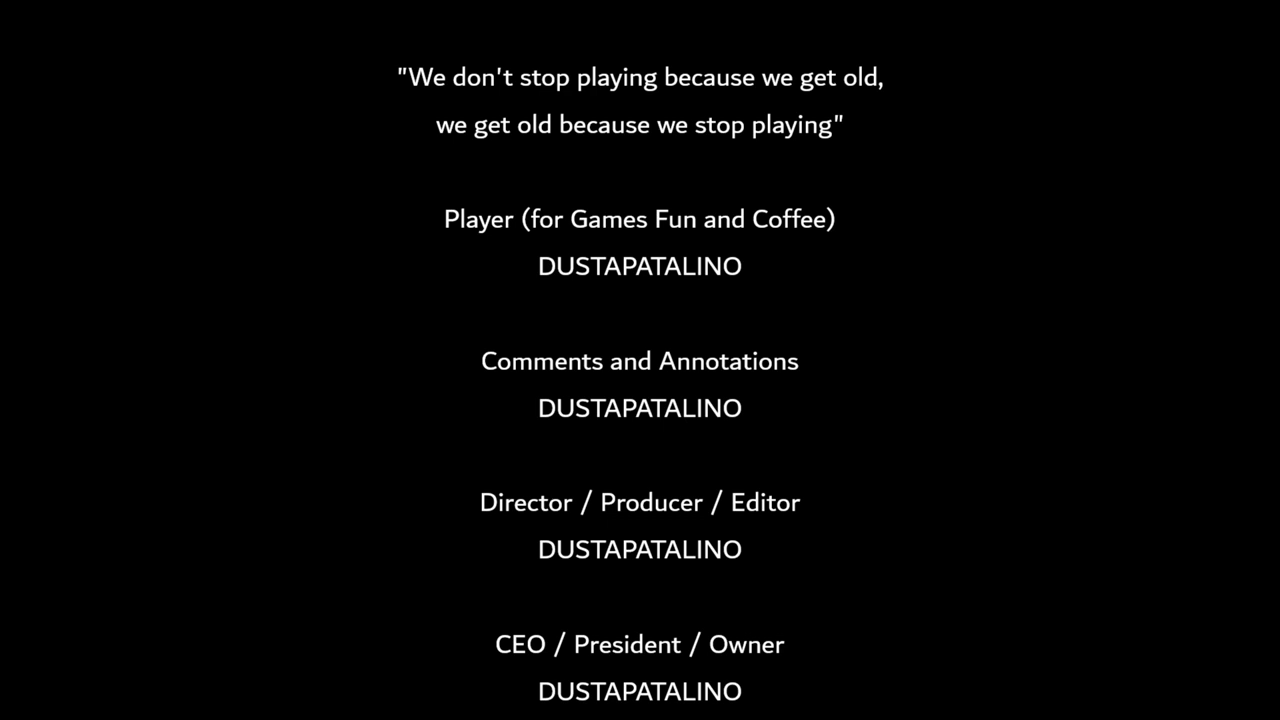 "We don't stop playing because we get old,
we get old because we stop playing"
Player (for Games Fun and Coffee)
DUSTAPATALINO
Comments and Annotations
DUSTAPATALINO
Director / Producer / Editor
DUSTAPATALINO
CEO / President / Owner
DUSTAPATALINO